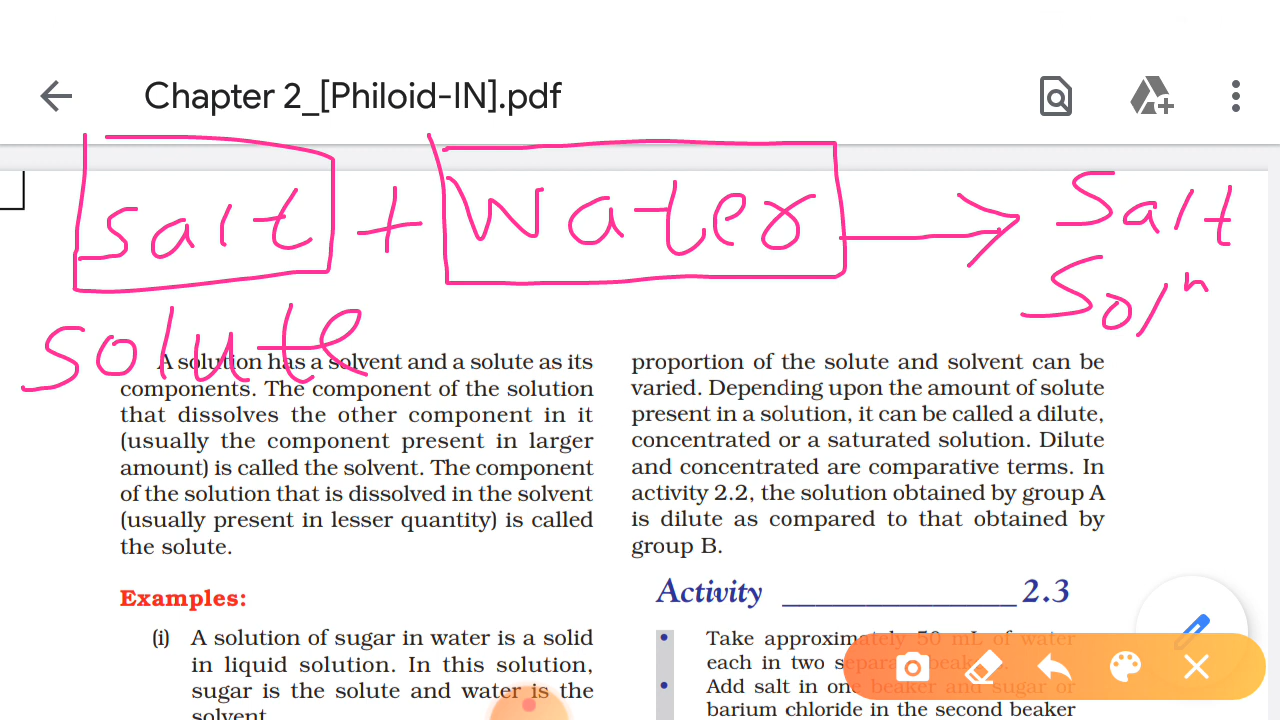 Chapter 2_[Philoid-IN].pdf
salt + Water → Salt
Solⁿ
solute
A solution has a solvent and a solute as its
components. The component of the solution
that dissolves the other component in it
(usually the component present in larger
amount) is called the solvent. The component
of the solution that is dissolved in the solvent
(usually present in lesser quantity) is called
the solute.
Examples:
(i) A solution of sugar in water is a solid
in liquid solution. In this solution,
sugar is the solute and water is the
solvent
proportion of the solute and solvent can be
varied. Depending upon the amount of solute
present in a solution, it can be called a dilute,
concentrated or a saturated solution. Dilute
and concentrated are comparative terms. In
activity 2.2, the solution obtained by group A
is dilute as compared to that obtained by
group B.
Activity ______________ 2.3
• Take approximately 50 mL of water
each in two separate beakers.
• Add salt in one beaker and sugar or
barium chloride in the second beaker